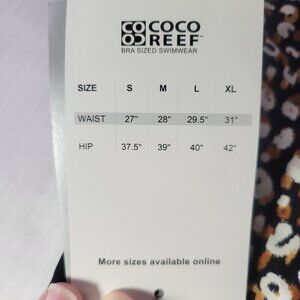 COCO
REEF™
BRA SIZED SWIMWEAR
SIZE S M L XL
WAIST 27" 28" 29.5" 31"
HIP 37.5" 39" 40" 42"
More sizes available online